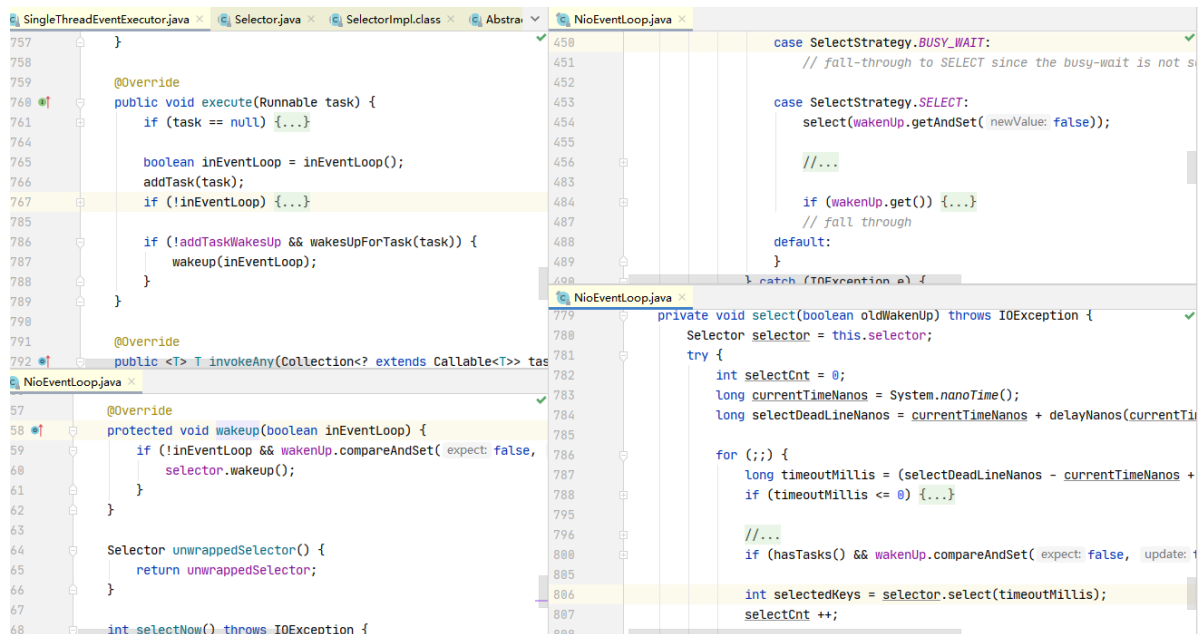 SingleThreadEventExecutor.java × Selector.java × SelectorImpl.class × Abstra
757 }
758
759 @Override
760 public void execute(Runnable task) {
761 if (task == null) {...}
764
765 boolean inEventLoop = inEventLoop();
766 addTask(task);
767 if (!inEventLoop) {...}
785
786 if (!addTaskWakesUp && wakesUpForTask(task)) {
787 wakeup(inEventLoop);
788 }
789 }
790
791 @Override
792 public <T> T invokeAny(Collection<? extends Callable<T>> tas
NioEventLoop.java ×
57 @Override
58 protected void wakeup(boolean inEventLoop) {
59 if (!inEventLoop && wakenUp.compareAndSet( expect: false,
60 selector.wakeup();
61 }
62 }
63
64 Selector unwrappedSelector() {
65 return unwrappedSelector;
66 }
67
68 int selectNow() throws IOException {
NioEventLoop.java ×
450 case SelectStrategy.BUSY_WAIT:
451 // fall-through to SELECT since the busy-wait is not s
452
453 case SelectStrategy.SELECT:
454 select(wakenUp.getAndSet( newValue: false));
455
456 //...
483
484 if (wakenUp.get()) {...}
487 // fall through
488 default:
489 }
490 } catch (IOException e) {
NioEventLoop.java ×
779 private void select(boolean oldWakenUp) throws IOException {
780 Selector selector = this.selector;
781 try {
782 int selectCnt = 0;
783 long currentTimeNanos = System.nanoTime();
784 long selectDeadLineNanos = currentTimeNanos + delayNanos(currentTi
785
786 for (;;) {
787 long timeoutMillis = (selectDeadLineNanos - currentTimeNanos +
788 if (timeoutMillis <= 0) {...}
795
796 //...
800 if (hasTasks() && wakenUp.compareAndSet( expect: false, update: t
805
806 int selectedKeys = selector.select(timeoutMillis);
807 selectCnt ++;
808